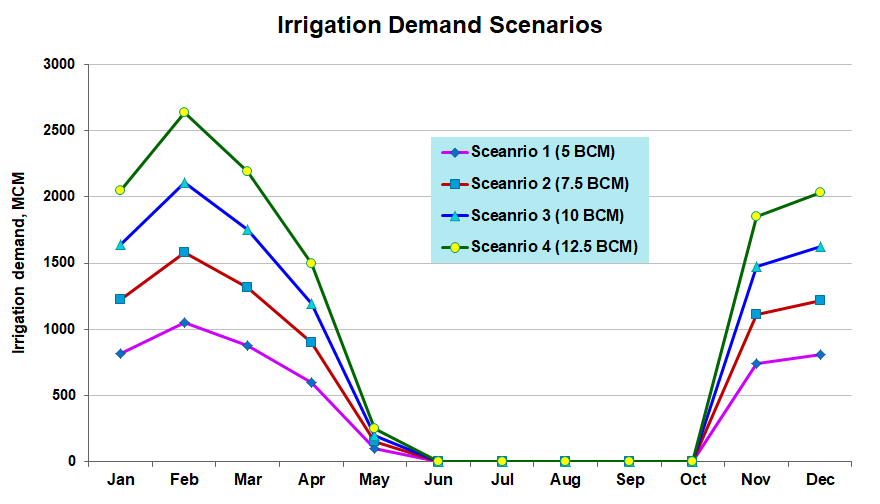 Irrigation Demand Scenarios
3000
2500
2000
1500
1000
500
0
Irrigation demand, MCM
Sceanrio 1 (5 BCM)
Sceanrio 2 (7.5 BCM)
Sceanrio 3 (10 BCM)
Sceanrio 4 (12.5 BCM)
Jan Feb Mar Apr May Jun Jul Aug Sep Oct Nov Dec